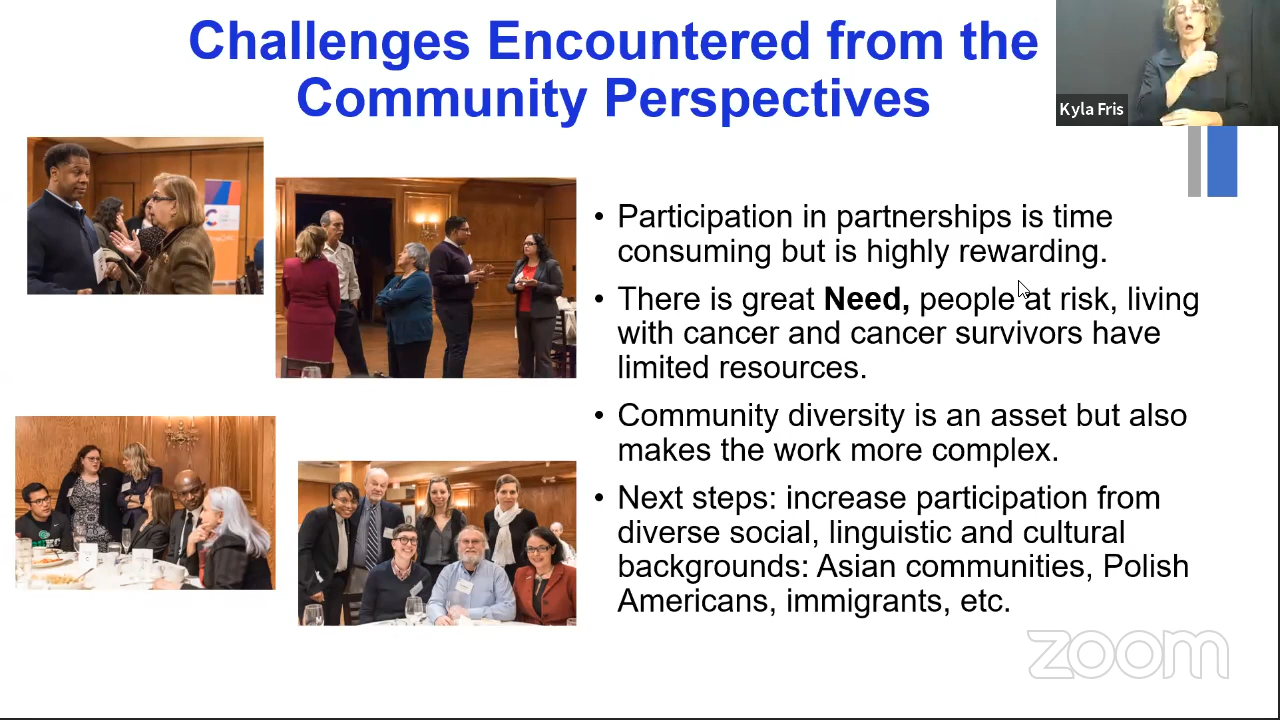 Challenges Encountered from the
Community Perspectives
Kyla Fris
• Participation in partnerships is time
consuming but is highly rewarding.
• There is great Need, people at risk, living
with cancer and cancer survivors have
limited resources.
• Community diversity is an asset but also
makes the work more complex.
• Next steps: increase participation from
diverse social, linguistic and cultural
backgrounds: Asian communities, Polish
Americans, immigrants, etc.
zoom